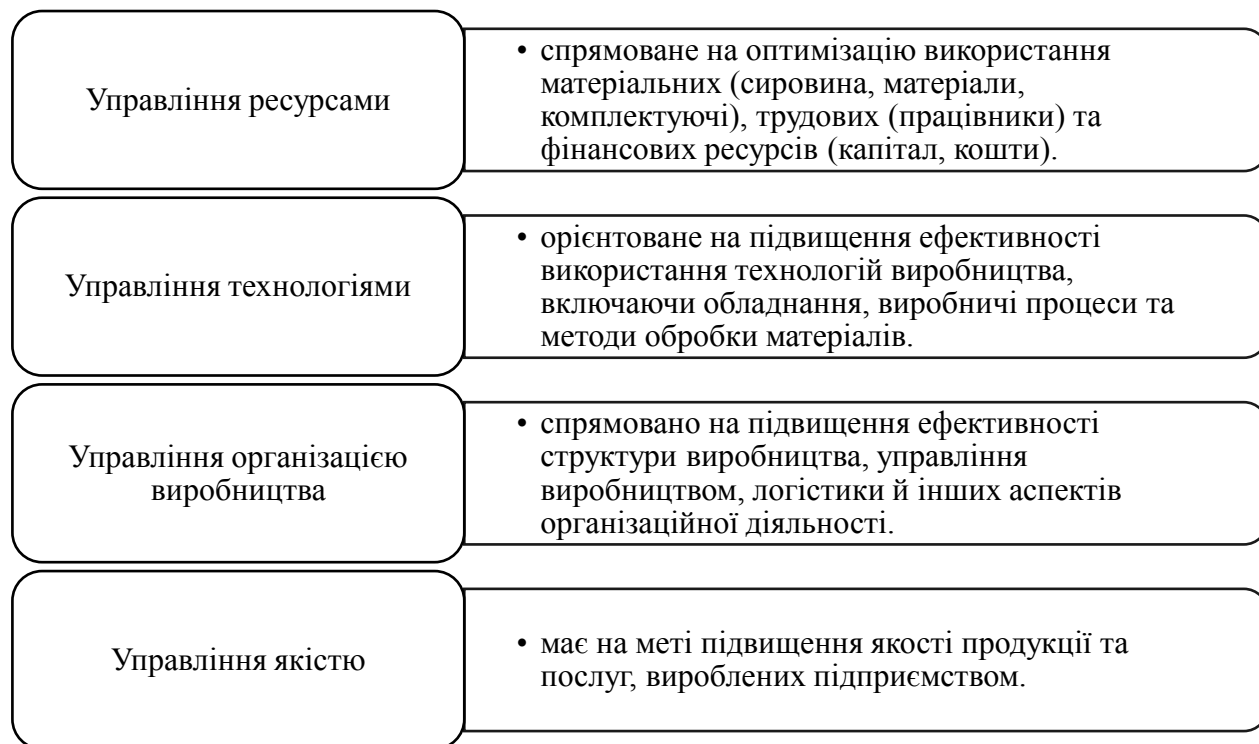 Управління ресурсами
• спрямоване на оптимізацію використання
матеріальних (сировина, матеріали,
комплектуючі), трудових (працівники) та
фінансових ресурсів (капітал, кошти).
Управління технологіями
• орієнтоване на підвищення ефективності
використання технологій виробництва,
включаючи обладнання, виробничі процеси та
методи обробки матеріалів.
Управління організацією
виробництва
• спрямовано на підвищення ефективності
структури виробництва, управління
виробництвом, логістики й інших аспектів
організаційної діяльності.
Управління якістю
• має на меті підвищення якості продукції та
послуг, вироблених підприємством.